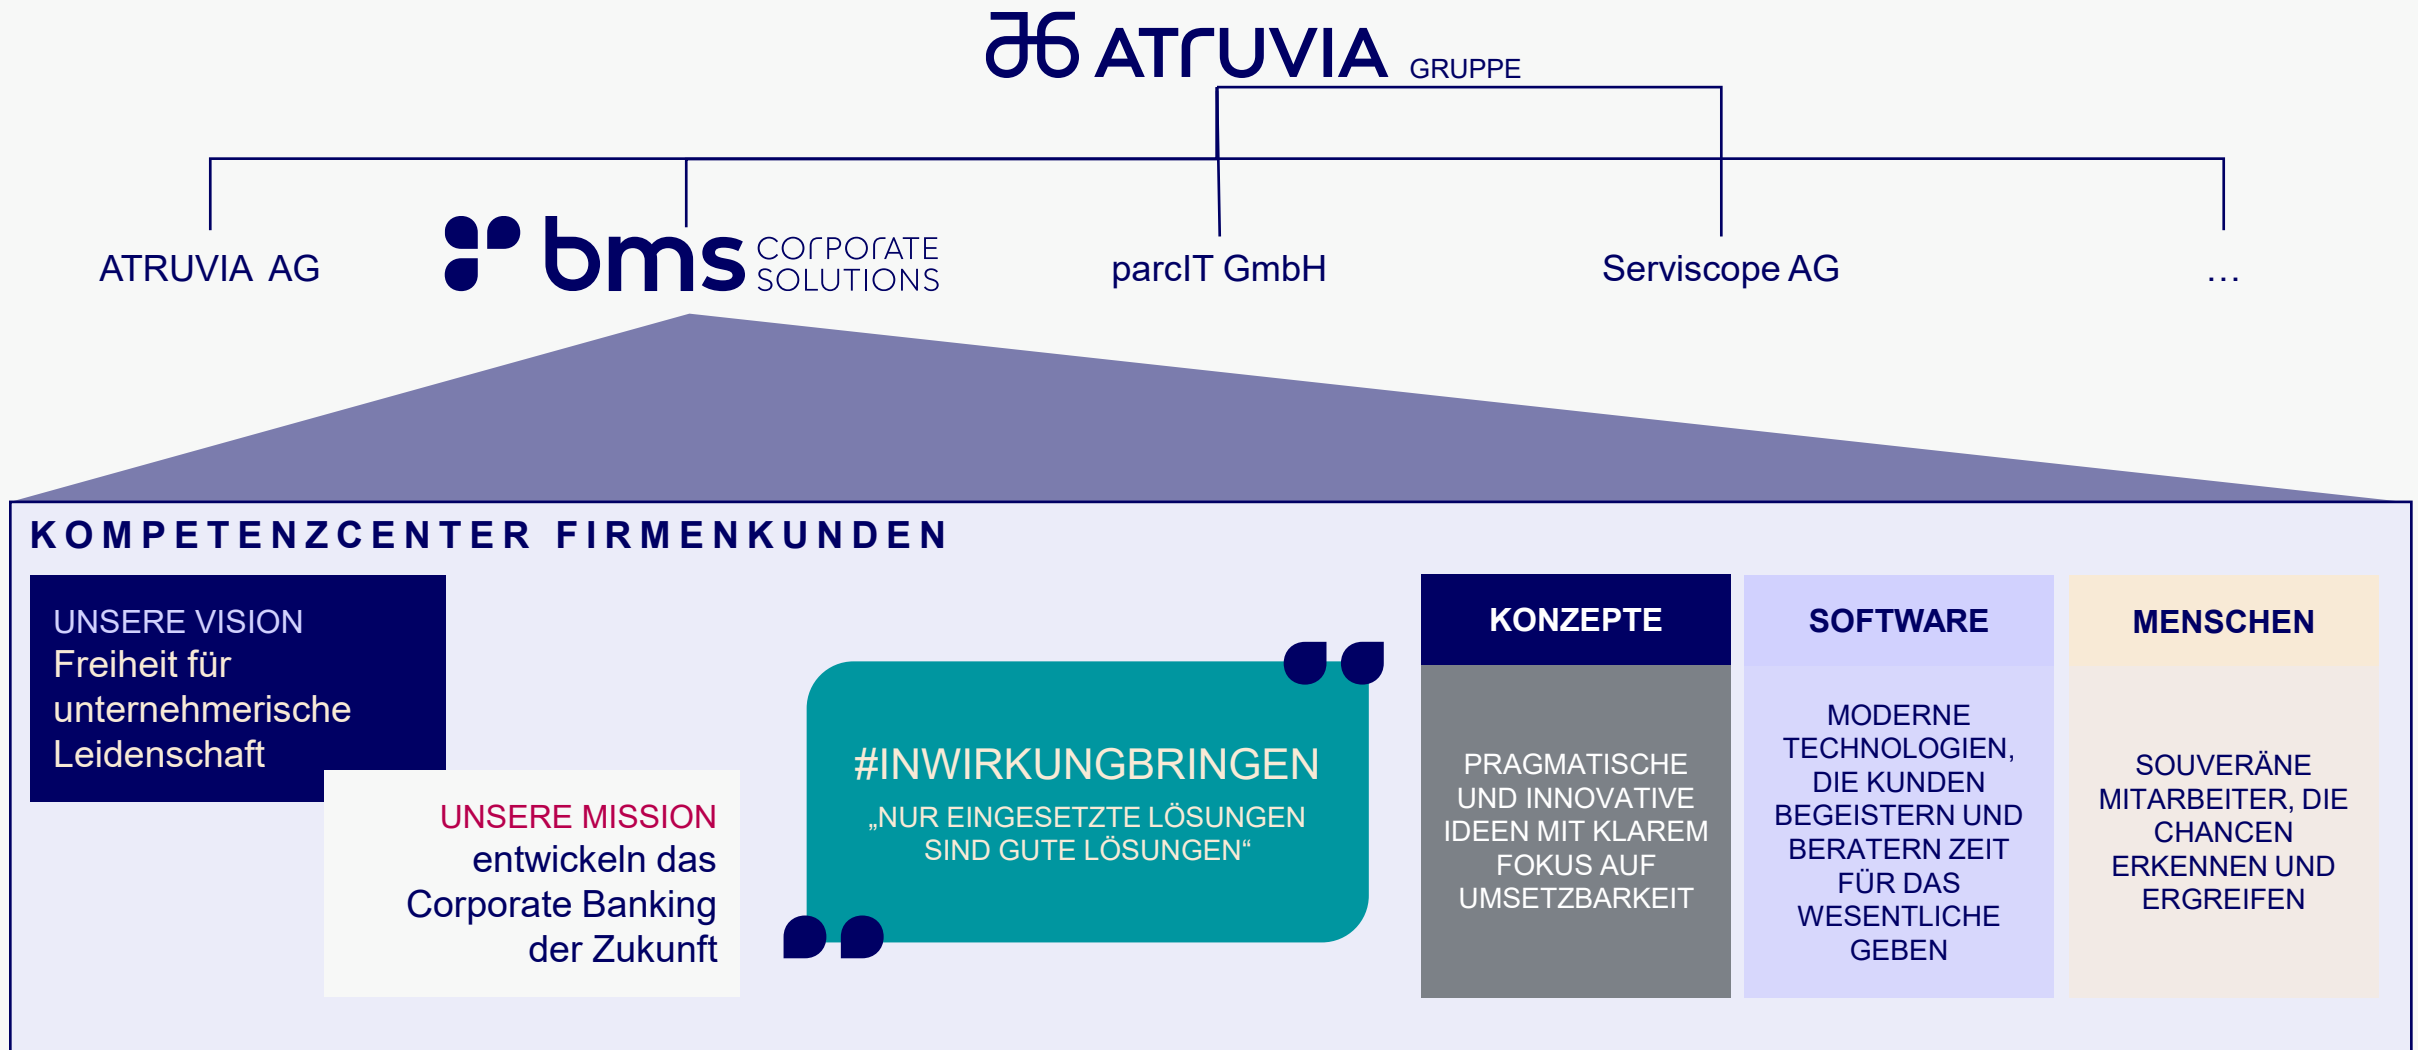 ATRUVIA GRUPPE
ATRUVIA AG
bms CORPORATE
SOLUTIONS
parcIT GmbH
Serviscope AG
...
KOMPETENZCENTER FIRMENKUNDEN
UNSERE VISION
Freiheit für
unternehmerische
Leidenschaft
UNSERE MISSION
entwickeln das
Corporate Banking
der Zukunft
#INWIRKUNGBRINGEN
„NUR EINGESETZTE LÖSUNGEN
SIND GUTE LÖSUNGEN“
KONZEPTE
PRAGMATISCHE
UND INNOVATIVE
IDEEN MIT KLAREM
FOKUS AUF
UMSETZBARKEIT
SOFTWARE
MODERNE
TECHNOLOGIEN,
DIE KUNDEN
BEGEISTERN UND
BERATERN ZEIT
FÜR DAS
WESENTLICHE
GEBEN
MENSCHEN
SOUVERÄNE
MITARBEITER, DIE
CHANCEN
ERKENNEN UND
ERGREIFEN